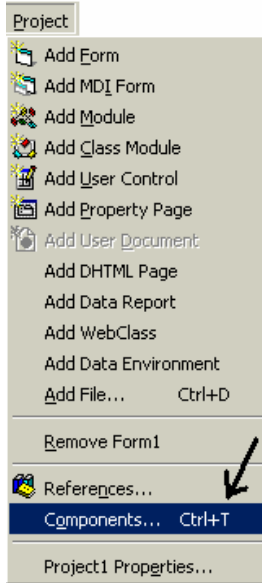 Project
Add Form
Add MDI Form
Add Module
Add Class Module
Add User Control
Add Property Page
Add User Document
Add DHTML Page
Add Data Report
Add WebClass
Add Data Environment
Add File... Ctrl+D
Remove Form1
References...
Components... Ctrl+T
Project1 Properties...